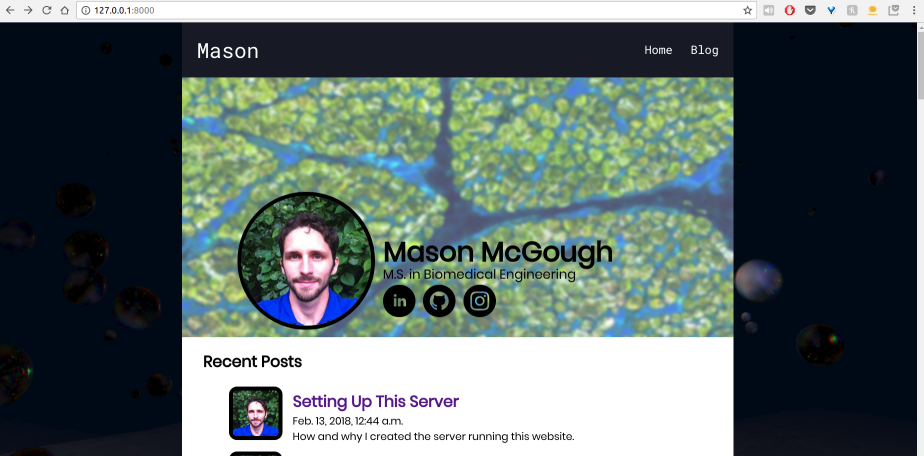 127.0.0.1:8000
Mason
Home Blog
Mason McGough
M.S. in Biomedical Engineering
in
Recent Posts
Setting Up This Server
Feb. 13, 2018, 12:44 a.m.
How and why I created the server running this website.